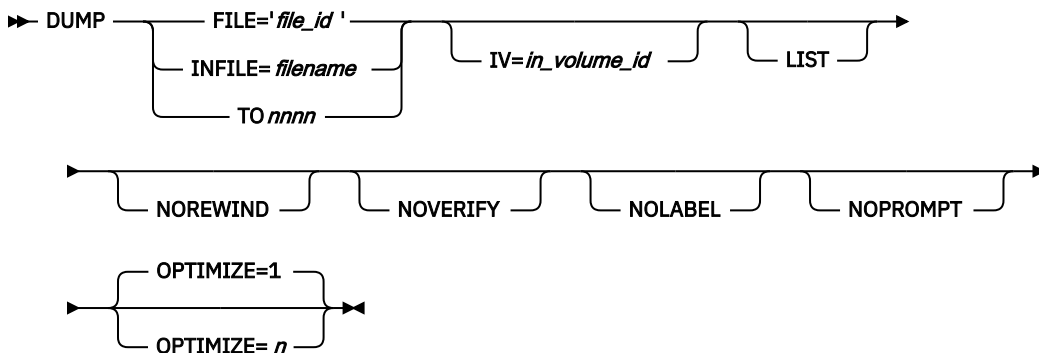 DUMP FILE='file_id '
INFILE= filename
TO nnnn
IV=in_volume_id
LIST
NOREWIND
NOVERIFY
NOLABEL
NOPROMPT
OPTIMIZE=1
OPTIMIZE= n